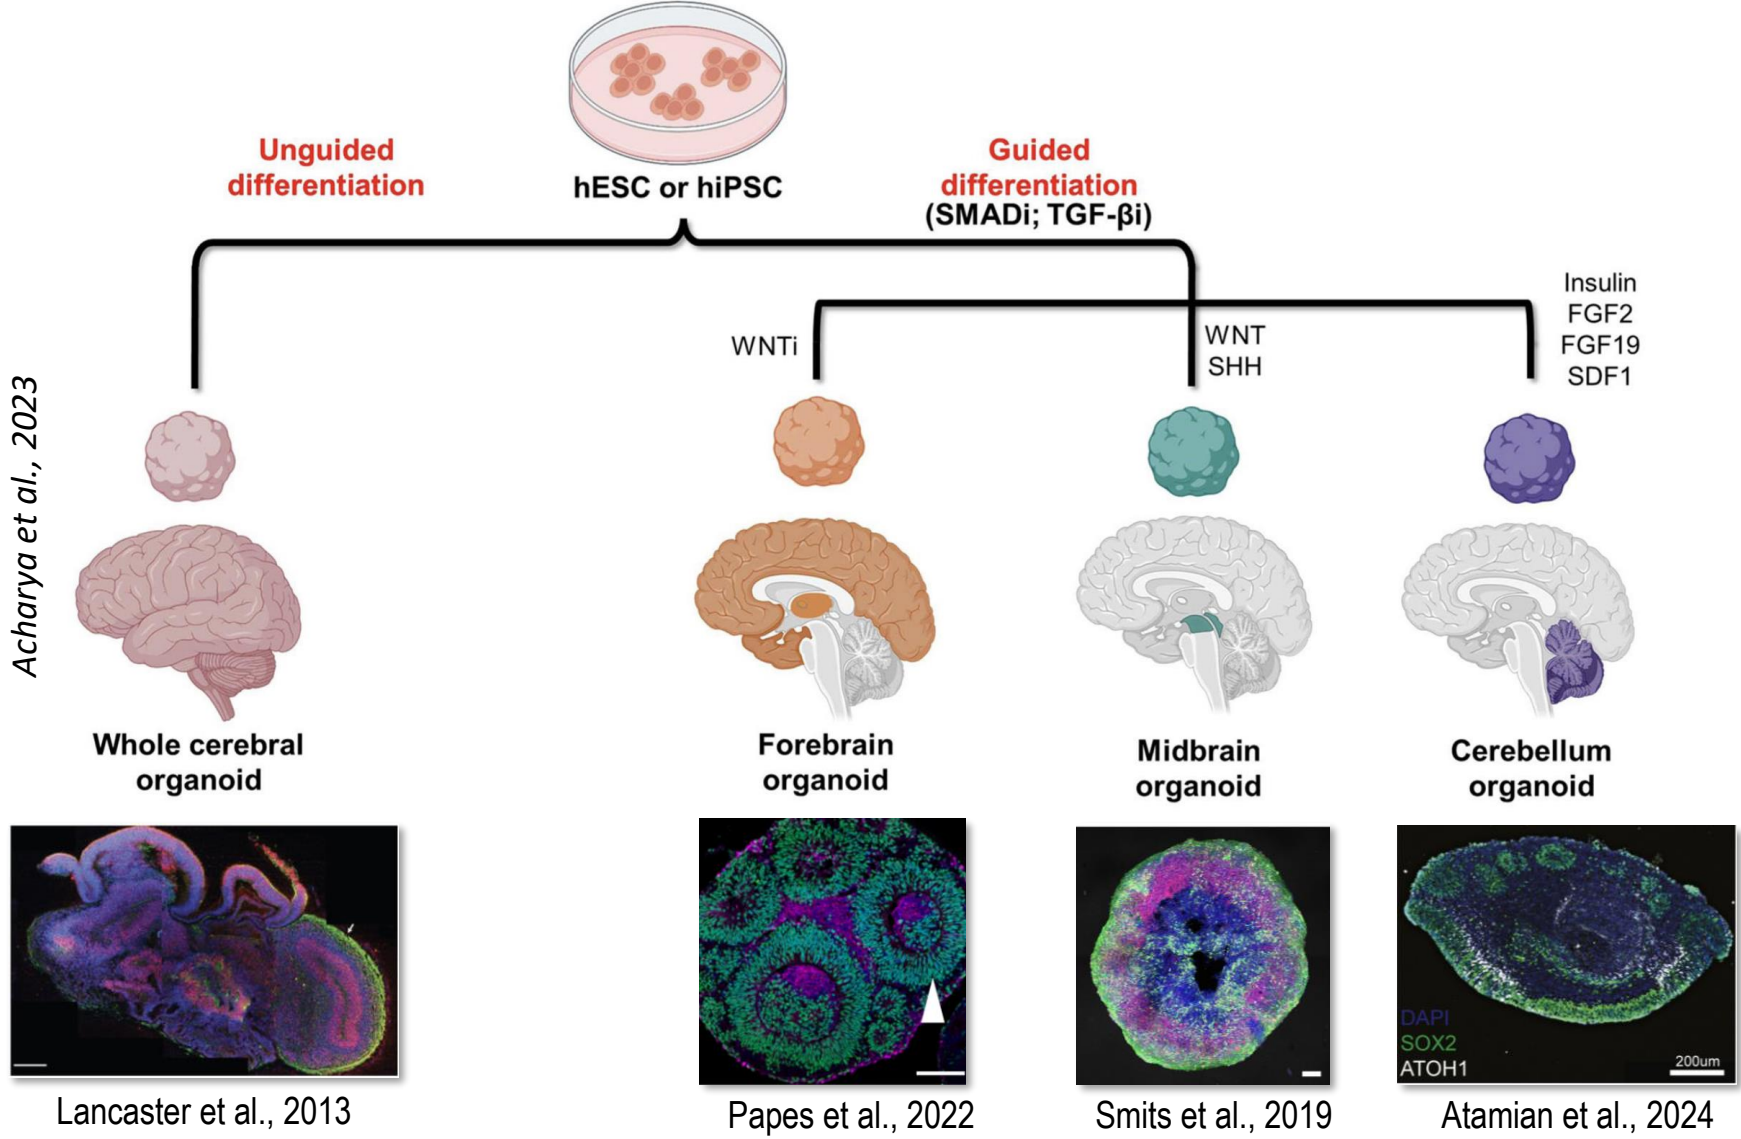 Unguided
differentiation
hESC or hiPSC
Guided
differentiation
(SMADi; TGF-βi)
WNTi
WNT
SHH
Insulin
FGF2
FGF19
SDF1
Acharya et al., 2023
Whole cerebral
organoid
Forebrain
organoid
Midbrain
organoid
Cerebellum
organoid
DAPI
SOX2
ATOH1
200um
Lancaster et al., 2013
Papes et al., 2022
Smits et al., 2019
Atamian et al., 2024